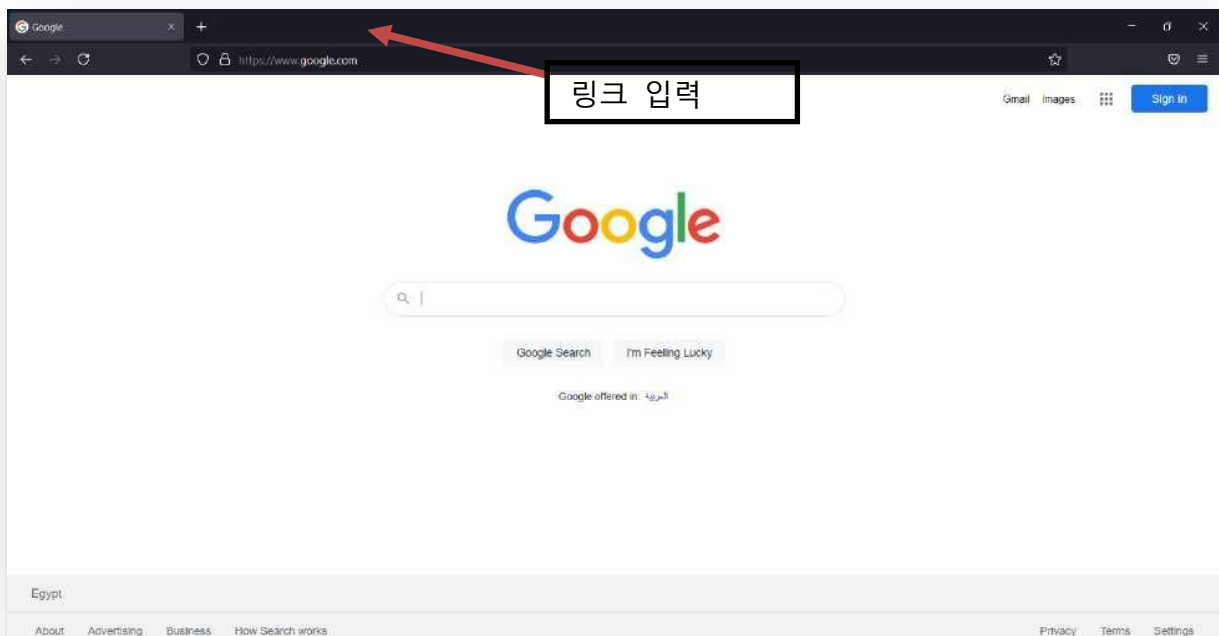 Google
https://www.google.com
링크 입력
Gmail Images
Sign in
Google
Google Search I'm Feeling Lucky
Google offered in: العربية
Egypt
About Advertising Business How Search works
Privacy Terms Settings